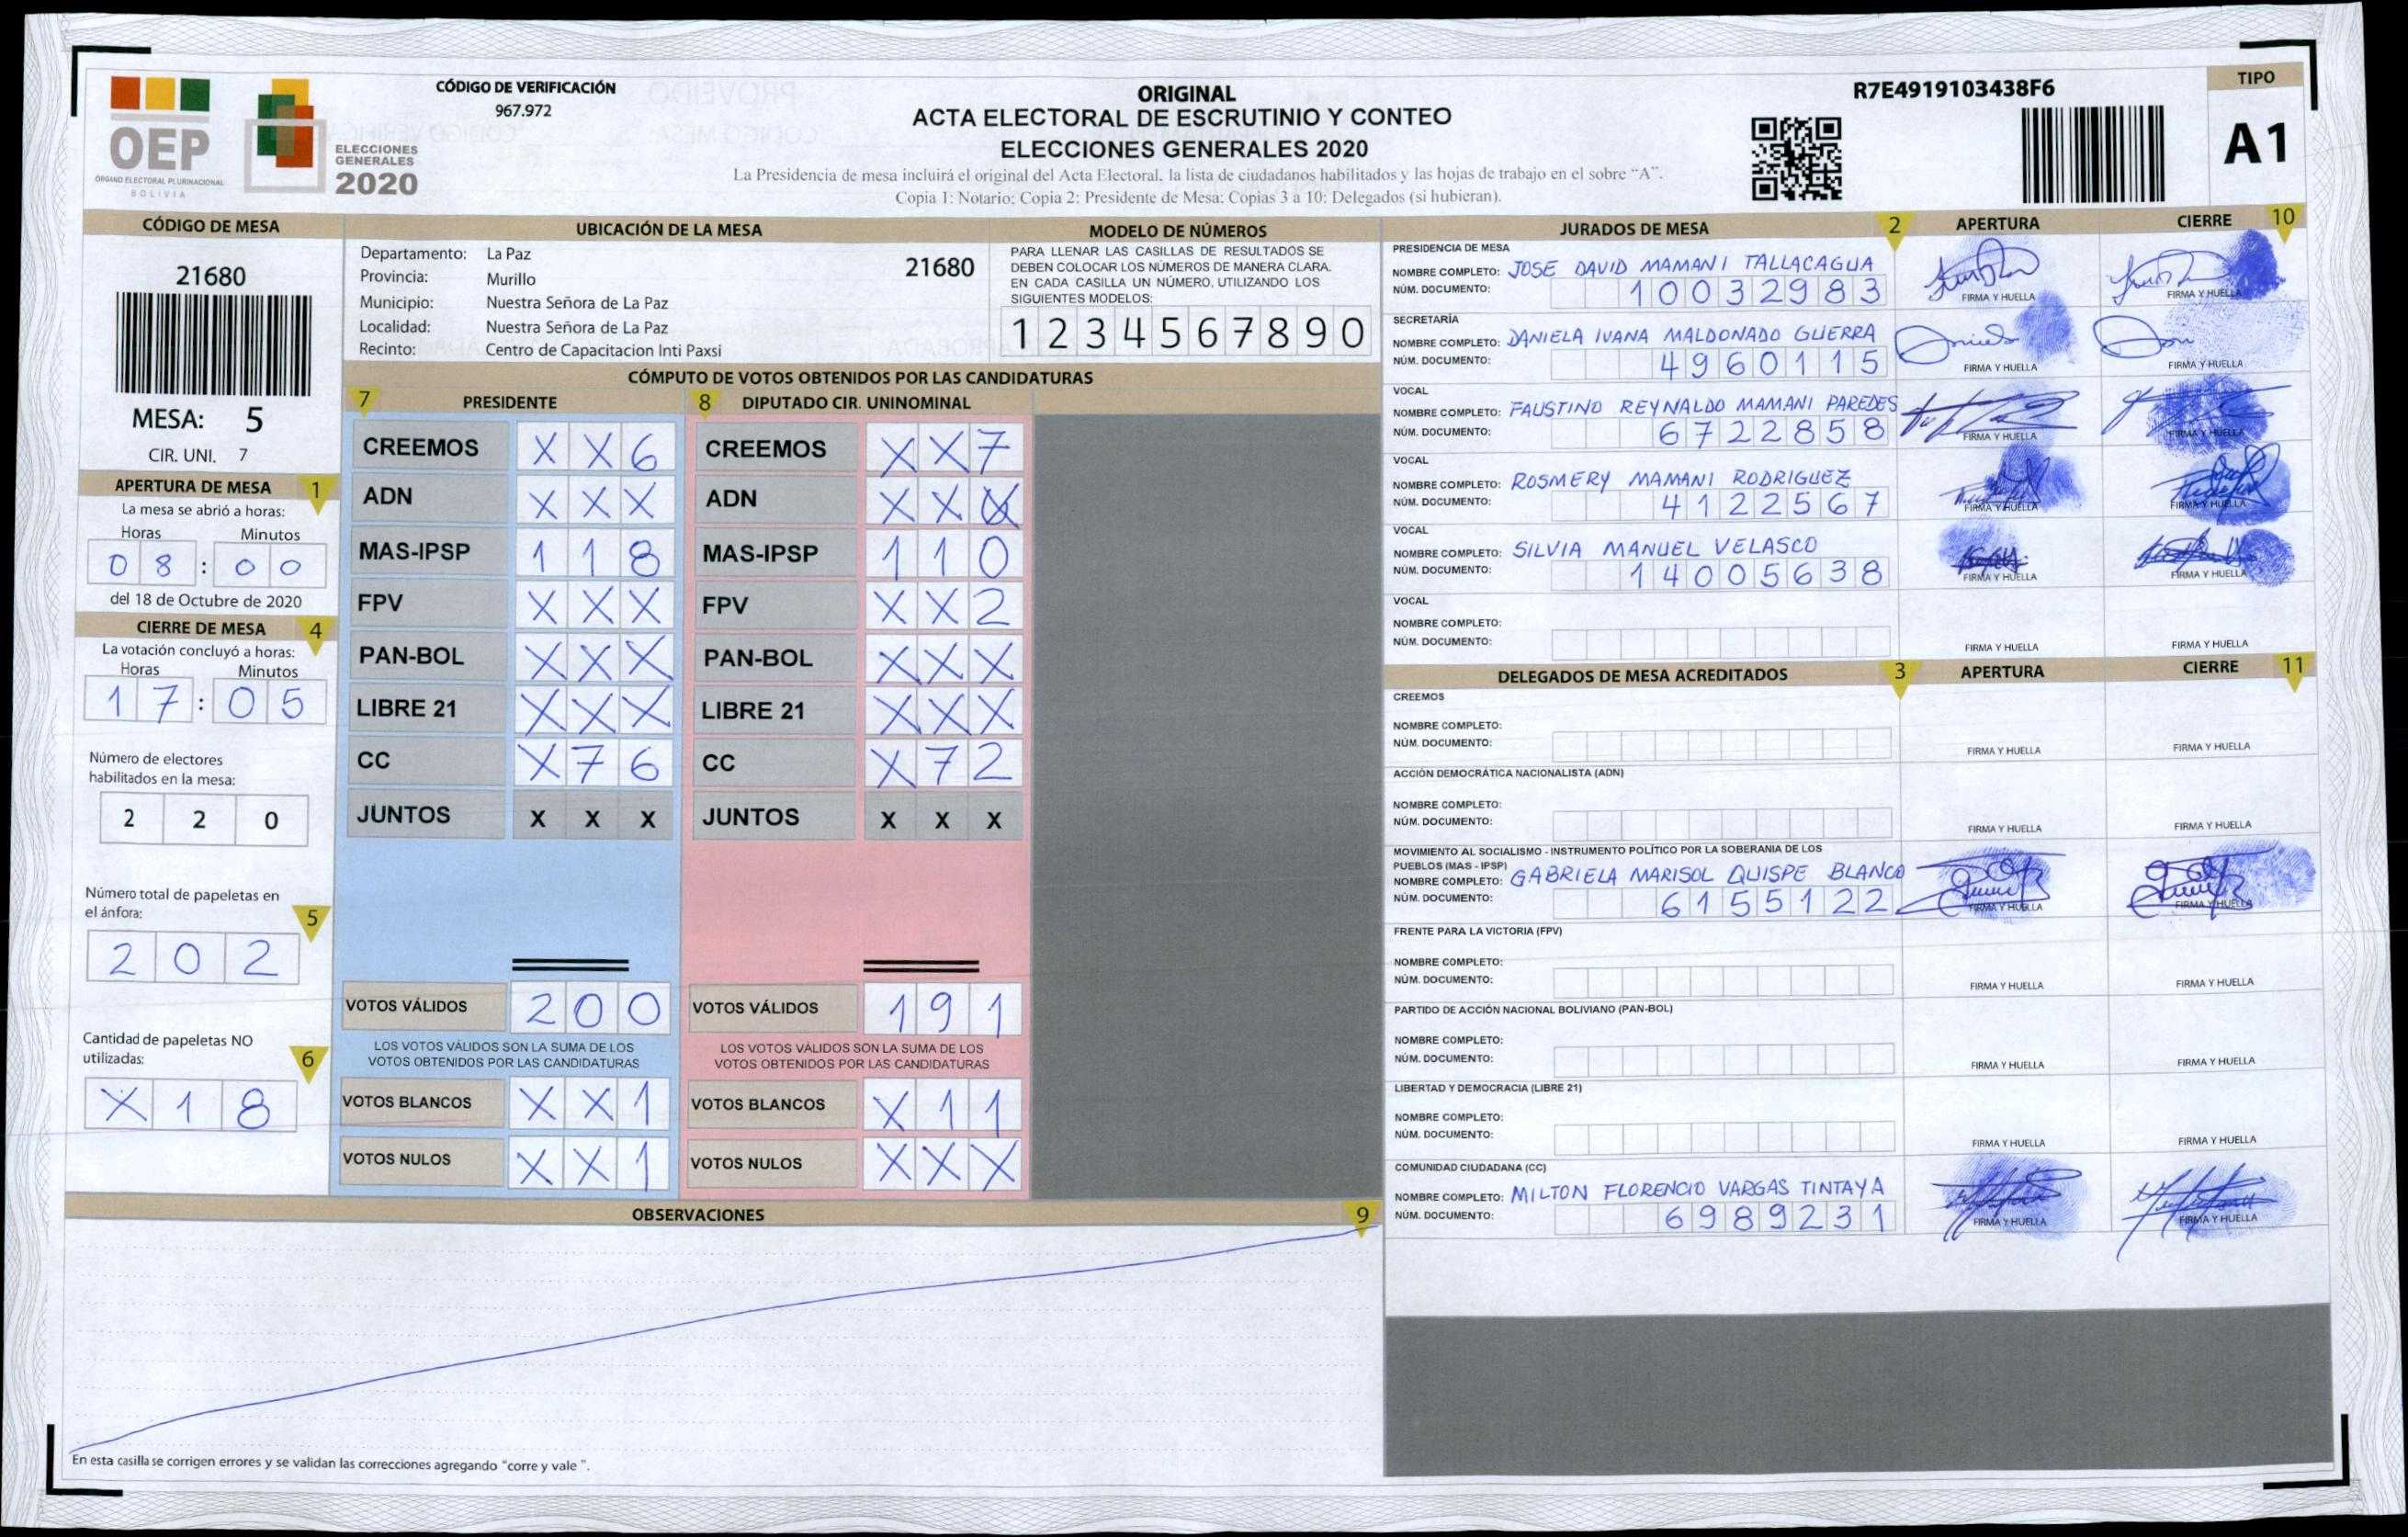 CÓDIGO DE VERIFICACIÓN
967.972
ORIGINAL
ACTA ELECTORAL DE ESCRUTINIO Y CONTEO
ELECCIONES GENERALES 2020
La Presidencia de mesa incluirá el original del Acta Electoral, la lista de ciudadanos habilitados y las hojas de trabajo en el sobre "A".
Copia 1: Notario; Copia 2: Presidente de Mesa; Copias 3 a 10: Delegados (si hubieran).
R7E4919103438F6
TIPO
A1
OEP
ÓRGANO ELECTORAL PLURINACIONAL
BOLIVIA
ELECCIONES
GENERALES
2020
CÓDIGO DE MESA
21680
MESA: 5
CIR. UNI. 7
APERTURA DE MESA 1
La mesa se abrió a horas:
Horas Minutos
0 8 : 0 0
del 18 de Octubre de 2020
CIERRE DE MESA 4
La votación concluyó a horas:
Horas Minutos
1 7 : 0 5
Número de electores
habilitados en la mesa:
2 2 0
Número total de papeletas en
el ánfora: 5
2 0 2
Cantidad de papeletas NO
utilizadas: 6
X 1 8
UBICACIÓN DE LA MESA
Departamento: La Paz
21680
Provincia: Murillo
Municipio: Nuestra Señora de La Paz
Localidad: Nuestra Señora de La Paz
Recinto: Centro de Capacitacion Inti Paxsi
MODELO DE NÚMEROS
PARA LLENAR LAS CASILLAS DE RESULTADOS SE
DEBEN COLOCAR LOS NÚMEROS DE MANERA CLARA.
EN CADA CASILLA UN NÚMERO, UTILIZANDO LOS
SIGUIENTES MODELOS:
1 2 3 4 5 6 7 8 9 0
CÓMPUTO DE VOTOS OBTENIDOS POR LAS CANDIDATURAS
7 PRESIDENTE
CREEMOS X X 6
ADN X X X
MAS-IPSP 1 1 8
FPV X X X
PAN-BOL X X X
LIBRE 21 X X X
CC X 7 6
JUNTOS X X X
VOTOS VÁLIDOS 2 0 0
LOS VOTOS VÁLIDOS SON LA SUMA DE LOS
VOTOS OBTENIDOS POR LAS CANDIDATURAS
VOTOS BLANCOS X X 1
VOTOS NULOS X X 1
8 DIPUTADO CIR. UNINOMINAL
CREEMOS X X 7
ADN X X X
MAS-IPSP 1 1 0
FPV X X 2
PAN-BOL X X X
LIBRE 21 X X X
CC X 7 2
JUNTOS X X X
VOTOS VÁLIDOS 1 9 1
LOS VOTOS VÁLIDOS SON LA SUMA DE LOS
VOTOS OBTENIDOS POR LAS CANDIDATURAS
VOTOS BLANCOS X 1 1
VOTOS NULOS X X X
OBSERVACIONES 9
En esta casilla se corrigen errores y se validan las correcciones agregando "corre y vale ".
JURADOS DE MESA 2 APERTURA CIERRE 10
PRESIDENCIA DE MESA
NOMBRE COMPLETO: JOSE DAVID MAMANI TALLACAGUA
NÚM. DOCUMENTO: 1 0 0 3 2 9 8 3
FIRMA Y HUELLA FIRMA Y HUELLA
SECRETARÍA
NOMBRE COMPLETO: DANIELA IVANA MALDONADO GUERRA
NÚM. DOCUMENTO: 4 9 6 0 1 1 5
FIRMA Y HUELLA FIRMA Y HUELLA
VOCAL
NOMBRE COMPLETO: FAUSTINO REYNALDO MAMANI PAREDES
NÚM. DOCUMENTO: 6 7 2 2 8 5 8
FIRMA Y HUELLA FIRMA Y HUELLA
VOCAL
NOMBRE COMPLETO: ROSMERY MAMANI RODRIGUEZ
NÚM. DOCUMENTO: 4 1 2 2 5 6 7
FIRMA Y HUELLA FIRMA Y HUELLA
VOCAL
NOMBRE COMPLETO: SILVIA MANUEL VELASCO
NÚM. DOCUMENTO: 1 4 0 0 5 6 3 8
FIRMA Y HUELLA FIRMA Y HUELLA
VOCAL
NOMBRE COMPLETO:
NÚM. DOCUMENTO:
FIRMA Y HUELLA FIRMA Y HUELLA
DELEGADOS DE MESA ACREDITADOS 3 APERTURA CIERRE 11
CREEMOS
NOMBRE COMPLETO:
NÚM. DOCUMENTO:
FIRMA Y HUELLA FIRMA Y HUELLA
ACCIÓN DEMOCRÁTICA NACIONALISTA (ADN)
NOMBRE COMPLETO:
NÚM. DOCUMENTO:
FIRMA Y HUELLA FIRMA Y HUELLA
MOVIMIENTO AL SOCIALISMO - INSTRUMENTO POLÍTICO POR LA SOBERANIA DE LOS
PUEBLOS (MAS - IPSP)
NOMBRE COMPLETO: GABRIELA MARISOL QUISPE BLANCO
NÚM. DOCUMENTO: 6 1 5 5 1 2 2
FIRMA Y HUELLA FIRMA Y HUELLA
FRENTE PARA LA VICTORIA (FPV)
NOMBRE COMPLETO:
NÚM. DOCUMENTO:
FIRMA Y HUELLA FIRMA Y HUELLA
PARTIDO DE ACCIÓN NACIONAL BOLIVIANO (PAN-BOL)
NOMBRE COMPLETO:
NÚM. DOCUMENTO:
FIRMA Y HUELLA FIRMA Y HUELLA
LIBERTAD Y DEMOCRACIA (LIBRE 21)
NOMBRE COMPLETO:
NÚM. DOCUMENTO:
FIRMA Y HUELLA FIRMA Y HUELLA
COMUNIDAD CIUDADANA (CC)
NOMBRE COMPLETO: MILTON FLORENCIO VARGAS TINTAYA
NÚM. DOCUMENTO: 6 9 8 9 2 3 1
FIRMA Y HUELLA FIRMA Y HUELLA